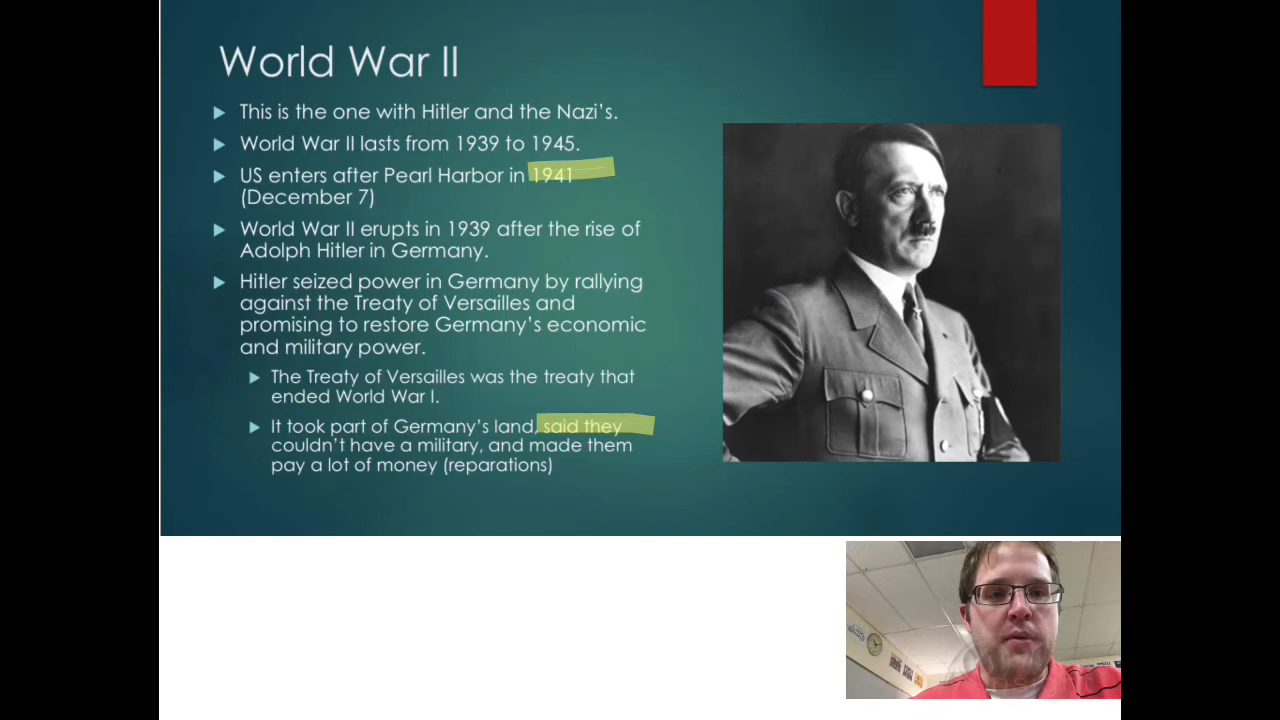 World War II
This is the one with Hitler and the Nazi's.
World War II lasts from 1939 to 1945.
US enters after Pearl Harbor in 1941
(December 7)
World War II erupts in 1939 after the rise of
Adolph Hitler in Germany.
Hitler seized power in Germany by rallying
against the Treaty of Versailles and
promising to restore Germany's economic
and military power.
The Treaty of Versailles was the treaty that
ended World War I.
It took part of Germany's land, said they
couldn't have a military, and made them
pay a lot of money (reparations)